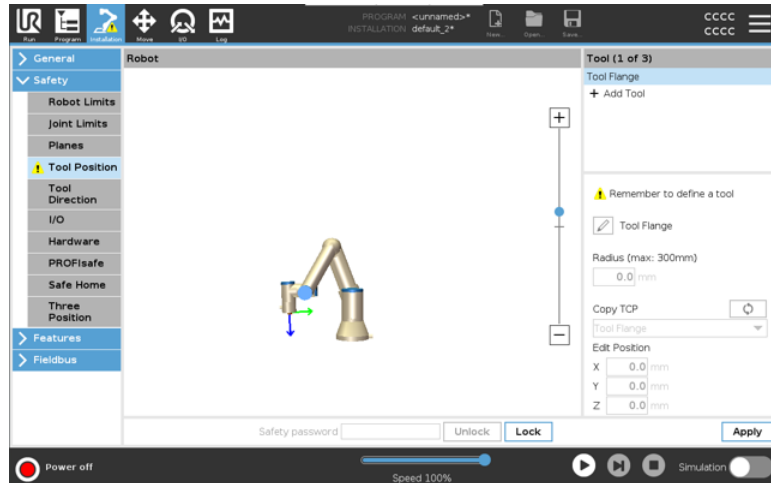 PROGRAM <unnamed>*
INSTALLATION default_2*
cccc
cccc
Run
Program
Installation
Move
I/O
Log
New...
Open...
Save...
General
Safety
Robot Limits
Joint Limits
Planes
Tool Position
Tool
Direction
I/O
Hardware
PROFIsafe
Safe Home
Three
Position
Features
Fieldbus
Robot
Tool (1 of 3)
Tool Flange
+ Add Tool
Remember to define a tool
Tool Flange
Radius (max: 300mm)
0.0 mm
Copy TCP
Tool Flange
Edit Position
X 0.0 mm
Y 0.0 mm
Z 0.0 mm
Safety password
Unlock
Lock
Apply
Power off
Speed 100%
Simulation